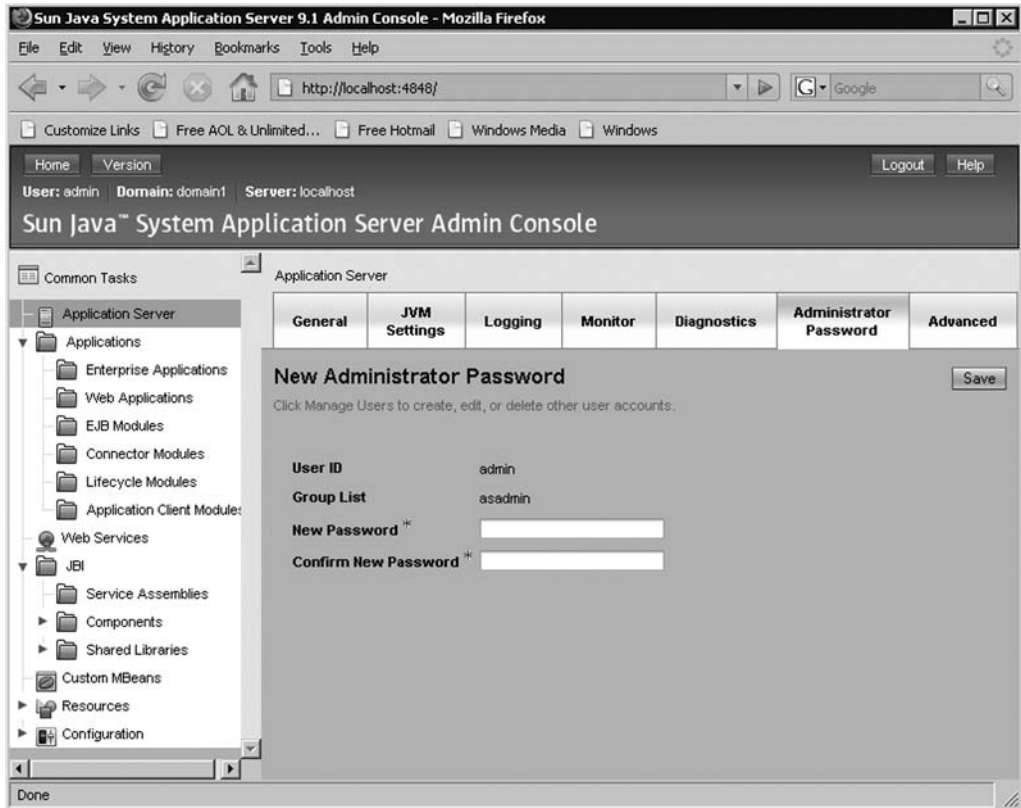 Sun Java System Application Server 9.1 Admin Console - Mozilla Firefox
File Edit View History Bookmarks Tools Help
http://localhost:4848/
G Google
Customize Links Free AOL & Unlimited... Free Hotmail Windows Media Windows
Home Version Logout Help
User: admin Domain: domain1 Server: localhost
Sun Java™ System Application Server Admin Console
Common Tasks
Application Server
Applications
Enterprise Applications
Web Applications
EJB Modules
Connector Modules
Lifecycle Modules
Application Client Modules
Web Services
JBI
Service Assemblies
Components
Shared Libraries
Custom MBeans
Resources
Configuration
Application Server
General
JVM
Settings
Logging
Monitor
Diagnostics
Administrator
Password
Advanced
New Administrator Password
Save
Click Manage Users to create, edit, or delete other user accounts.
User ID admin
Group List asadmin
New Password *
Confirm New Password *
Done